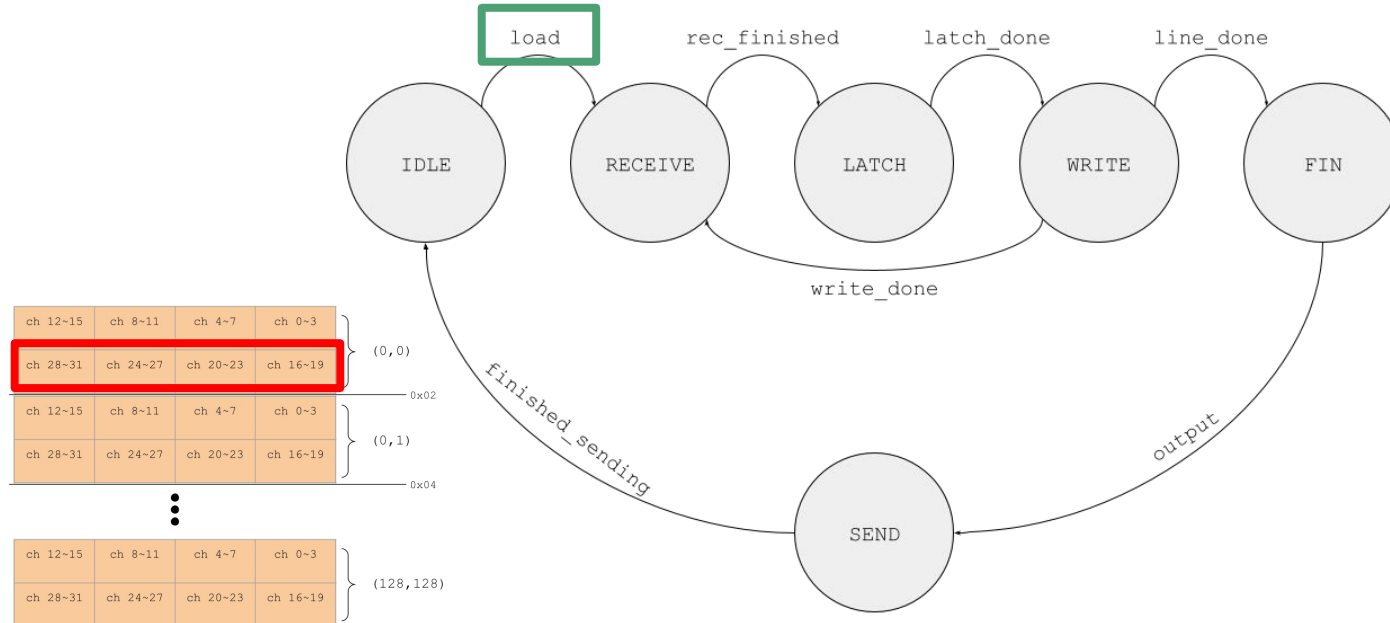 load rec_finished latch_done line_done
IDLE RECEIVE LATCH WRITE FIN
write_done
ch 12~15 ch 8~11 ch 4~7 ch 0~3
(0,0)
ch 28~31 ch 24~27 ch 20~23 ch 16~19
0x02
ch 12~15 ch 8~11 ch 4~7 ch 0~3
(0,1)
ch 28~31 ch 24~27 ch 20~23 ch 16~19
0x04
ch 12~15 ch 8~11 ch 4~7 ch 0~3
(128,128)
ch 28~31 ch 24~27 ch 20~23 ch 16~19
finished_sending
output
SEND